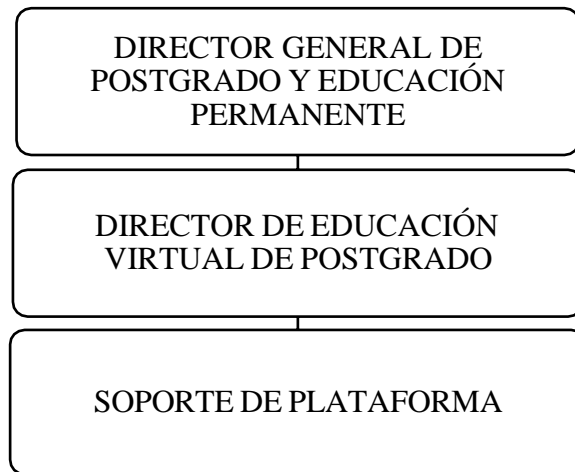 DIRECTOR GENERAL DE
POSTGRADO Y EDUCACIÓN
PERMANENTE
DIRECTOR DE EDUCACIÓN
VIRTUAL DE POSTGRADO
SOPORTE DE PLATAFORMA